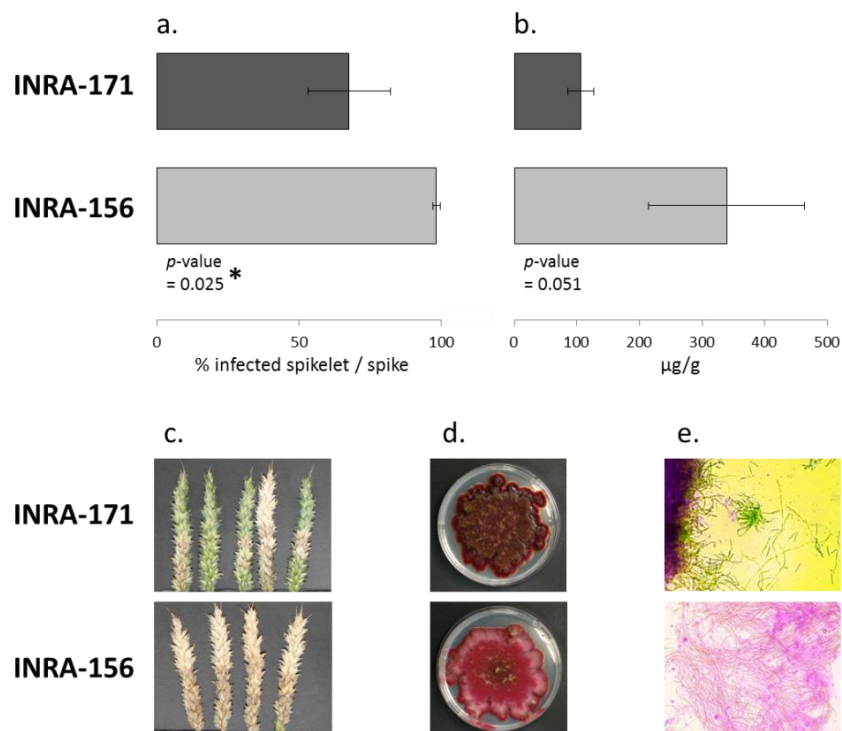 a.
b.
INRA-171
INRA-156
p-value
= 0.025 *
p-value
= 0.051
0 50 100
0 100 200 300 400 500
% infected spikelet / spike
µg/g
c.
d.
e.
INRA-171
INRA-156